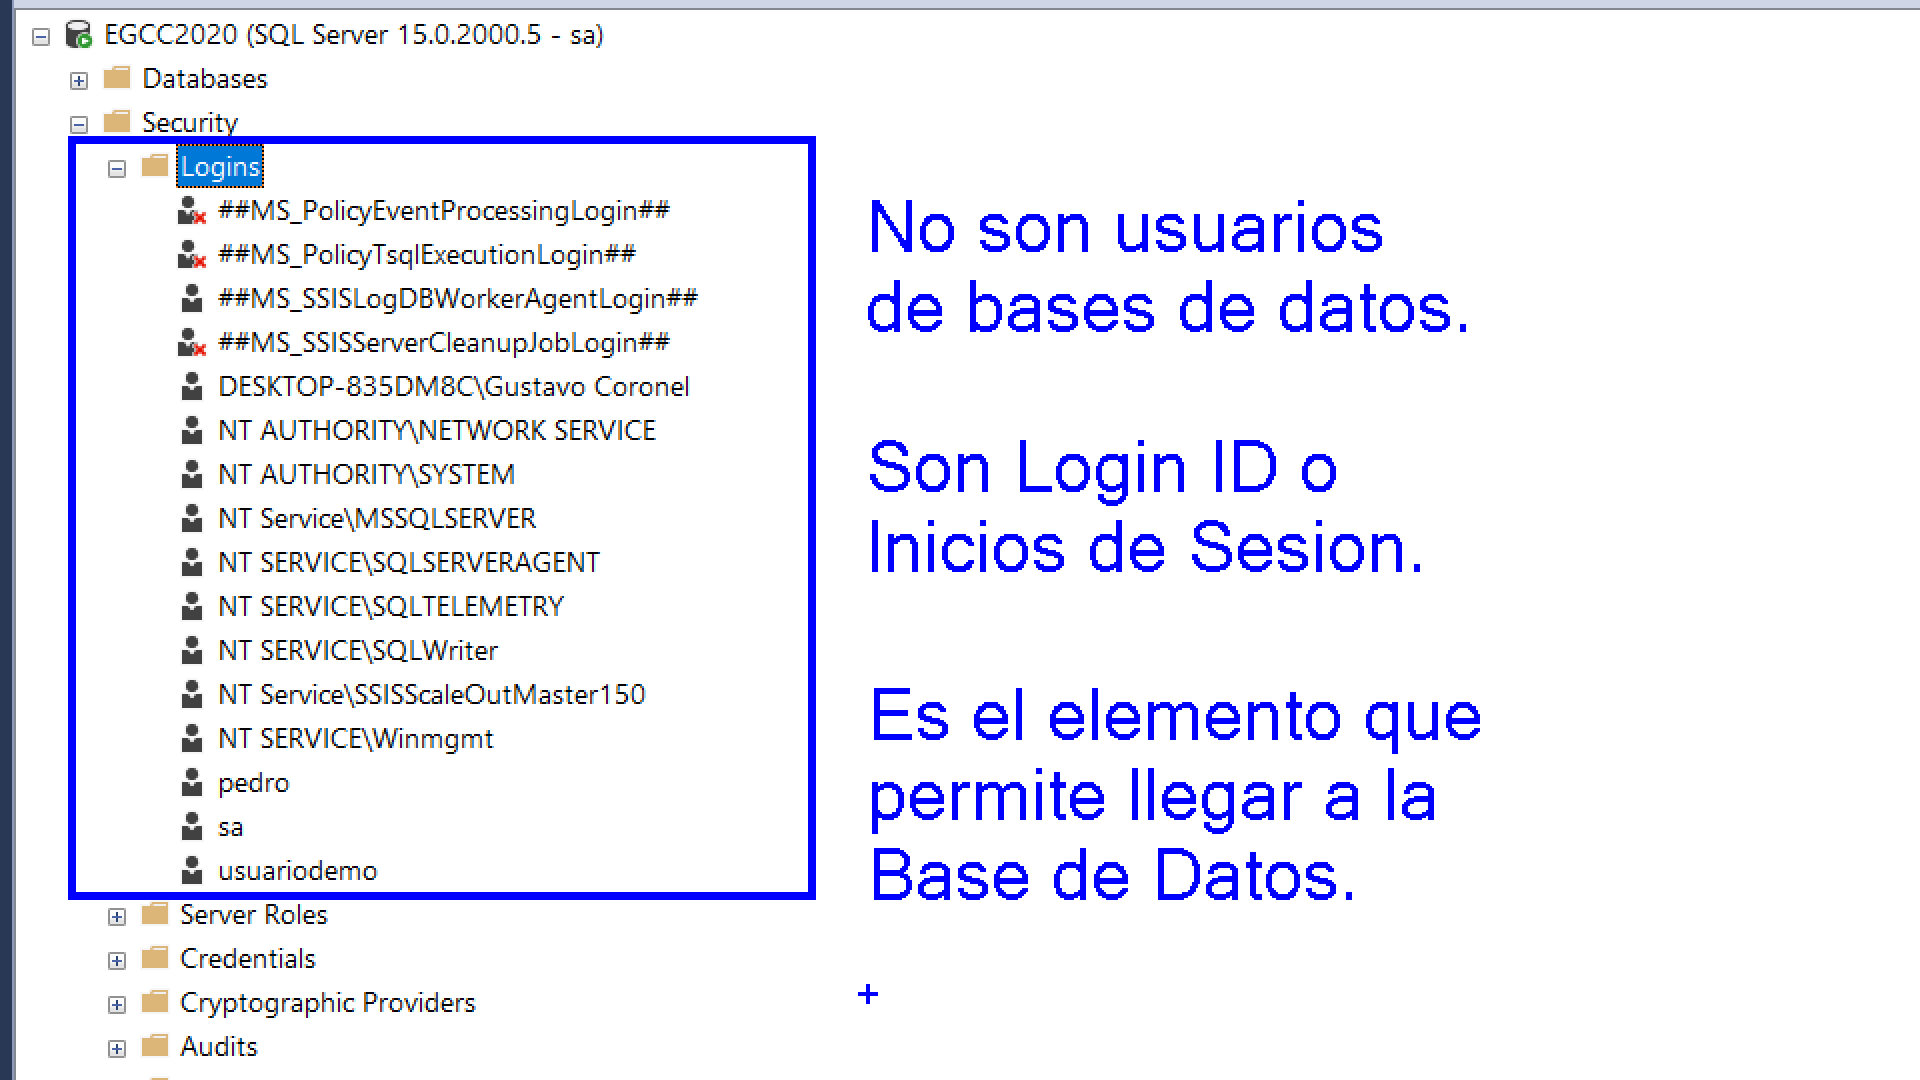 EGCC2020 (SQL Server 15.0.2000.5 - sa)
Databases
Security
Logins
##MS_PolicyEventProcessingLogin##
##MS_PolicyTsqlExecutionLogin##
##MS_SSISLogDBWorkerAgentLogin##
##MS_SSISServerCleanupJobLogin##
DESKTOP-835DM8C\Gustavo Coronel
NT AUTHORITY\NETWORK SERVICE
NT AUTHORITY\SYSTEM
NT Service\MSSQLSERVER
NT SERVICE\SQLSERVERAGENT
NT SERVICE\SQLTELEMETRY
NT SERVICE\SQLWriter
NT Service\SSISScaleOutMaster150
NT SERVICE\Winmgmt
pedro
sa
usuariodemo
Server Roles
Credentials
Cryptographic Providers
Audits
No son usuarios
de bases de datos.
Son Login ID o
Inicios de Sesion.
Es el elemento que
permite llegar a la
Base de Datos.